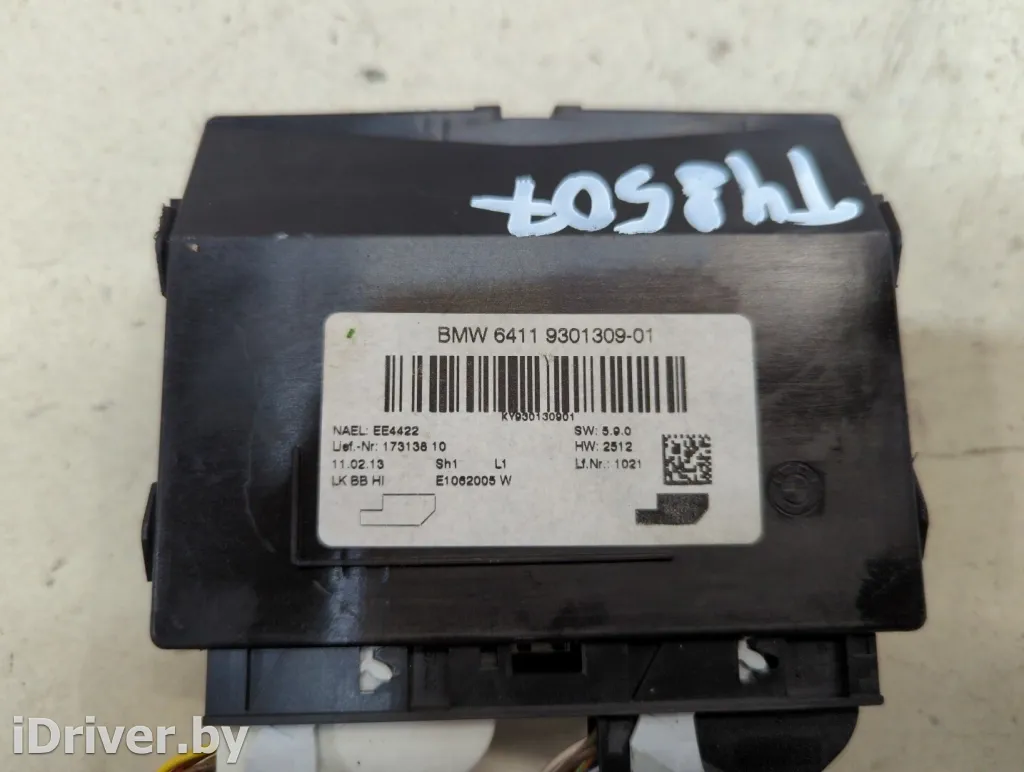 T48507
BMW 6411 9301309-01
KY930130901
NAEL: EE4422
SW: 5.9.0
Lief.-Nr: 173138 10
HW: 2512
11.02.13 Sh1 L1
Lf.Nr.: 1021
LK BB HI E1062005 W
iDriver.by